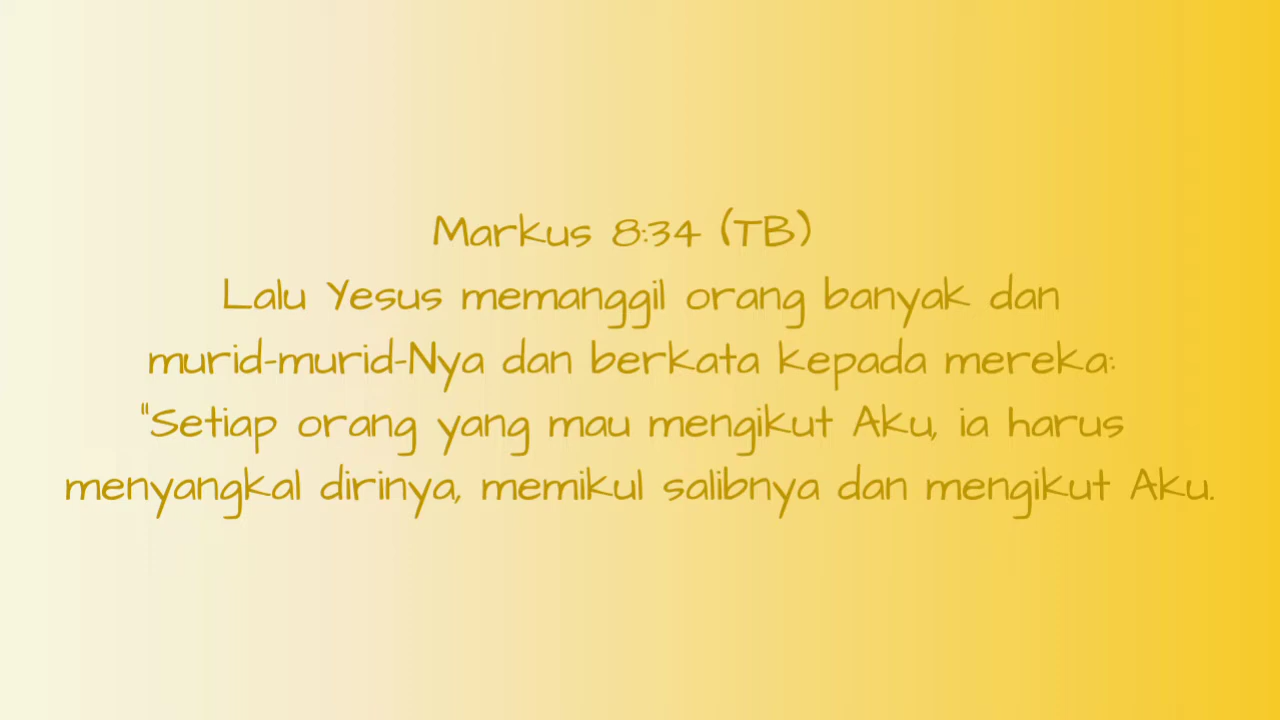 Markus 8:34 (TB)
Lalu Yesus memanggil orang banyak dan
murid-murid-Nya dan berkata kepada mereka:
"Setiap orang yang mau mengikut Aku, ia harus
menyangkal dirinya, memikul salibnya dan mengikut Aku.